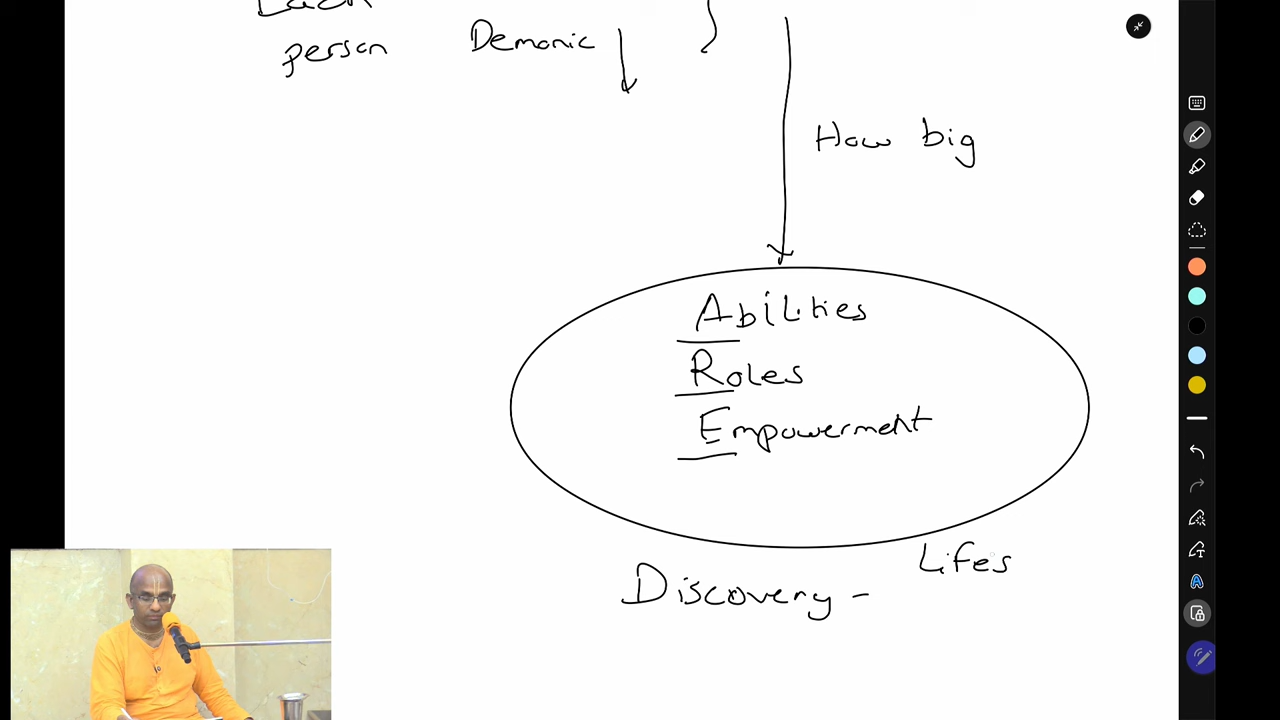 person Demonic
How big
Abilities
Roles
Empowerment
Lifes
Discovery -